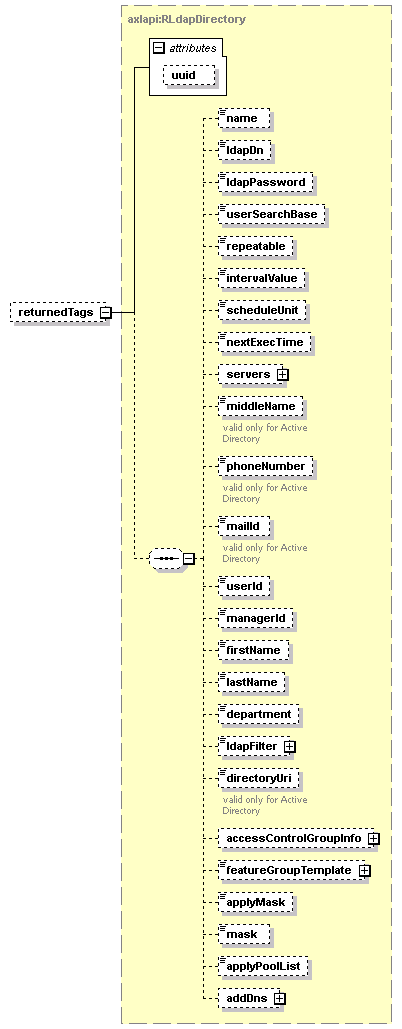 axlapi:RLdapDirectory
attributes
uuid
returnedTags
name
ldapDn
ldapPassword
userSearchBase
repeatable
intervalValue
scheduleUnit
nextExecTime
servers
middleName
valid only for Active
Directory
phoneNumber
valid only for Active
Directory
mailId
valid only for Active
Directory
userId
managerId
firstName
lastName
department
ldapFilter
directoryUri
valid only for Active
Directory
accessControlGroupInfo
featureGroupTemplate
applyMask
mask
applyPoolList
addDns